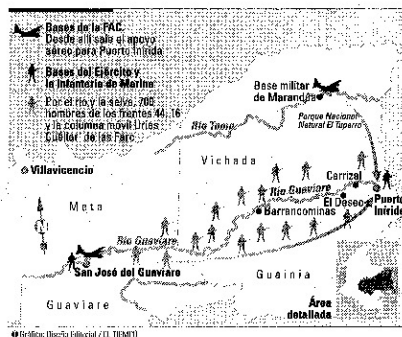 Bases de la FAC.
Desde allí sale el apoyo
aéreo para Puerto Inírida
Bases del Ejército y
la Infantería de Marina
Por el río y la selva, 700
hombres de los frentes 44, 16
y la columna móvil Urías
Cuéllar de las Farc
Base militar
de Marandúa
Parque Nacional
Natural El Tuparro
Río Tomo
Villavicencio
Vichada
Meta
Río Guaviare
Carrizal
El Deseo
Puerto
Inírida
Barrancominas
Río Guaviare
San José del Guaviare
Guainía
Guaviare
Área
detallada
Gráfico: Diseño Editorial / EL TIEMPO